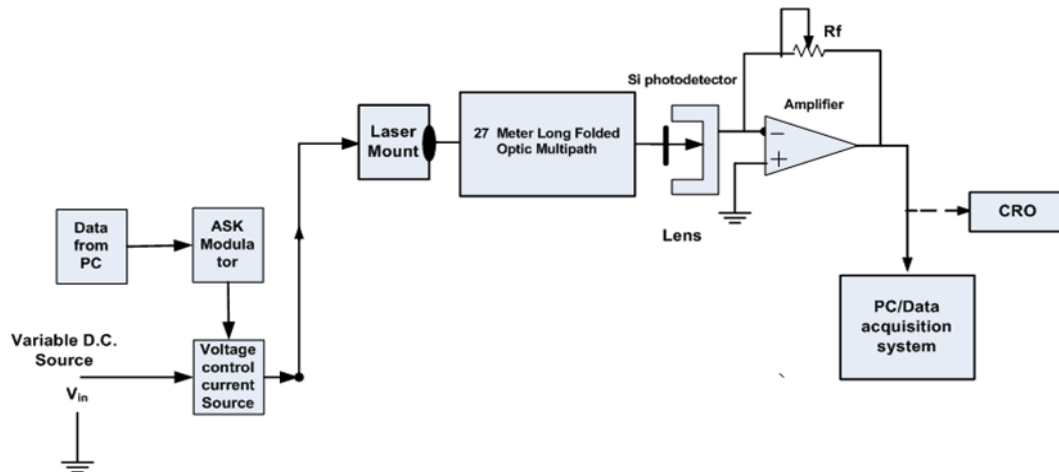 Rf
Si photodetector
Amplifier
Laser
Mount
27 Meter Long Folded
Optic Multipath
−
+
Lens
CRO
Data
from
PC
ASK
Modula
tor
PC/Data
acquisition
system
Variable D.C.
Source
Vin
Voltage
control
current
Source